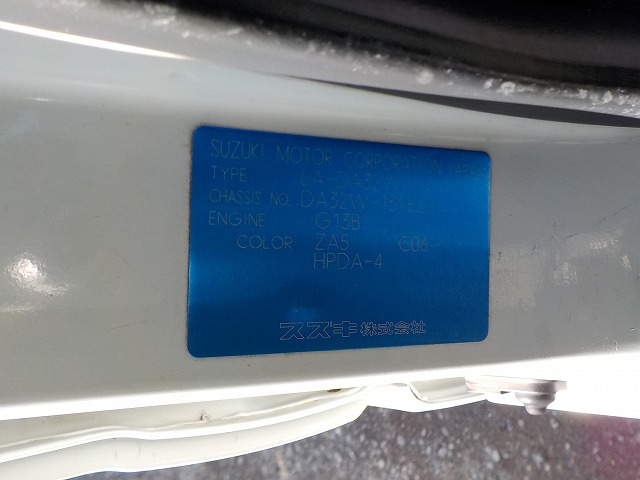 SUZUKI MOTOR CORPORATION
TYPE
CHASSIS NO.
ENGINE G13B
COLOR ZA5 C06
HPDA-4
スズキ株式会社